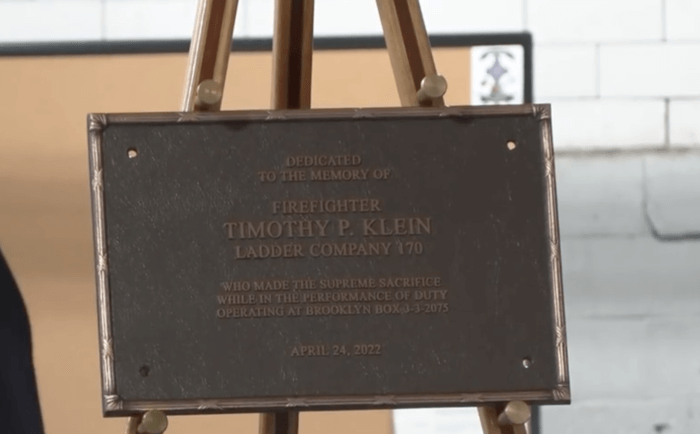 DEDICATED
TO THE MEMORY OF
FIREFIGHTER
TIMOTHY P. KLEIN
LADDER COMPANY 170
WHO MADE THE SUPREME SACRIFICE
WHILE IN THE PERFORMANCE OF DUTY
OPERATING AT BROOKLYN BOX 3-3-2075
APRIL 24, 2022